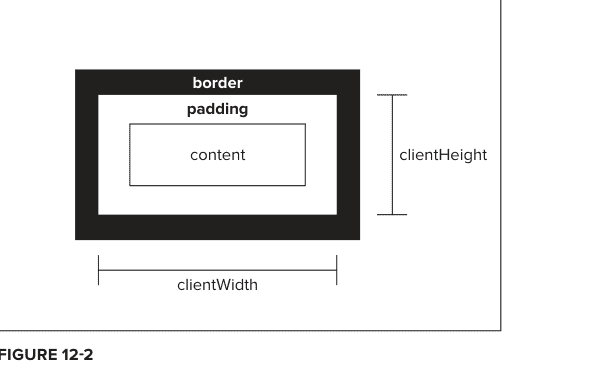 border
padding
content
clientHeight
clientWidth
FIGURE 12-2